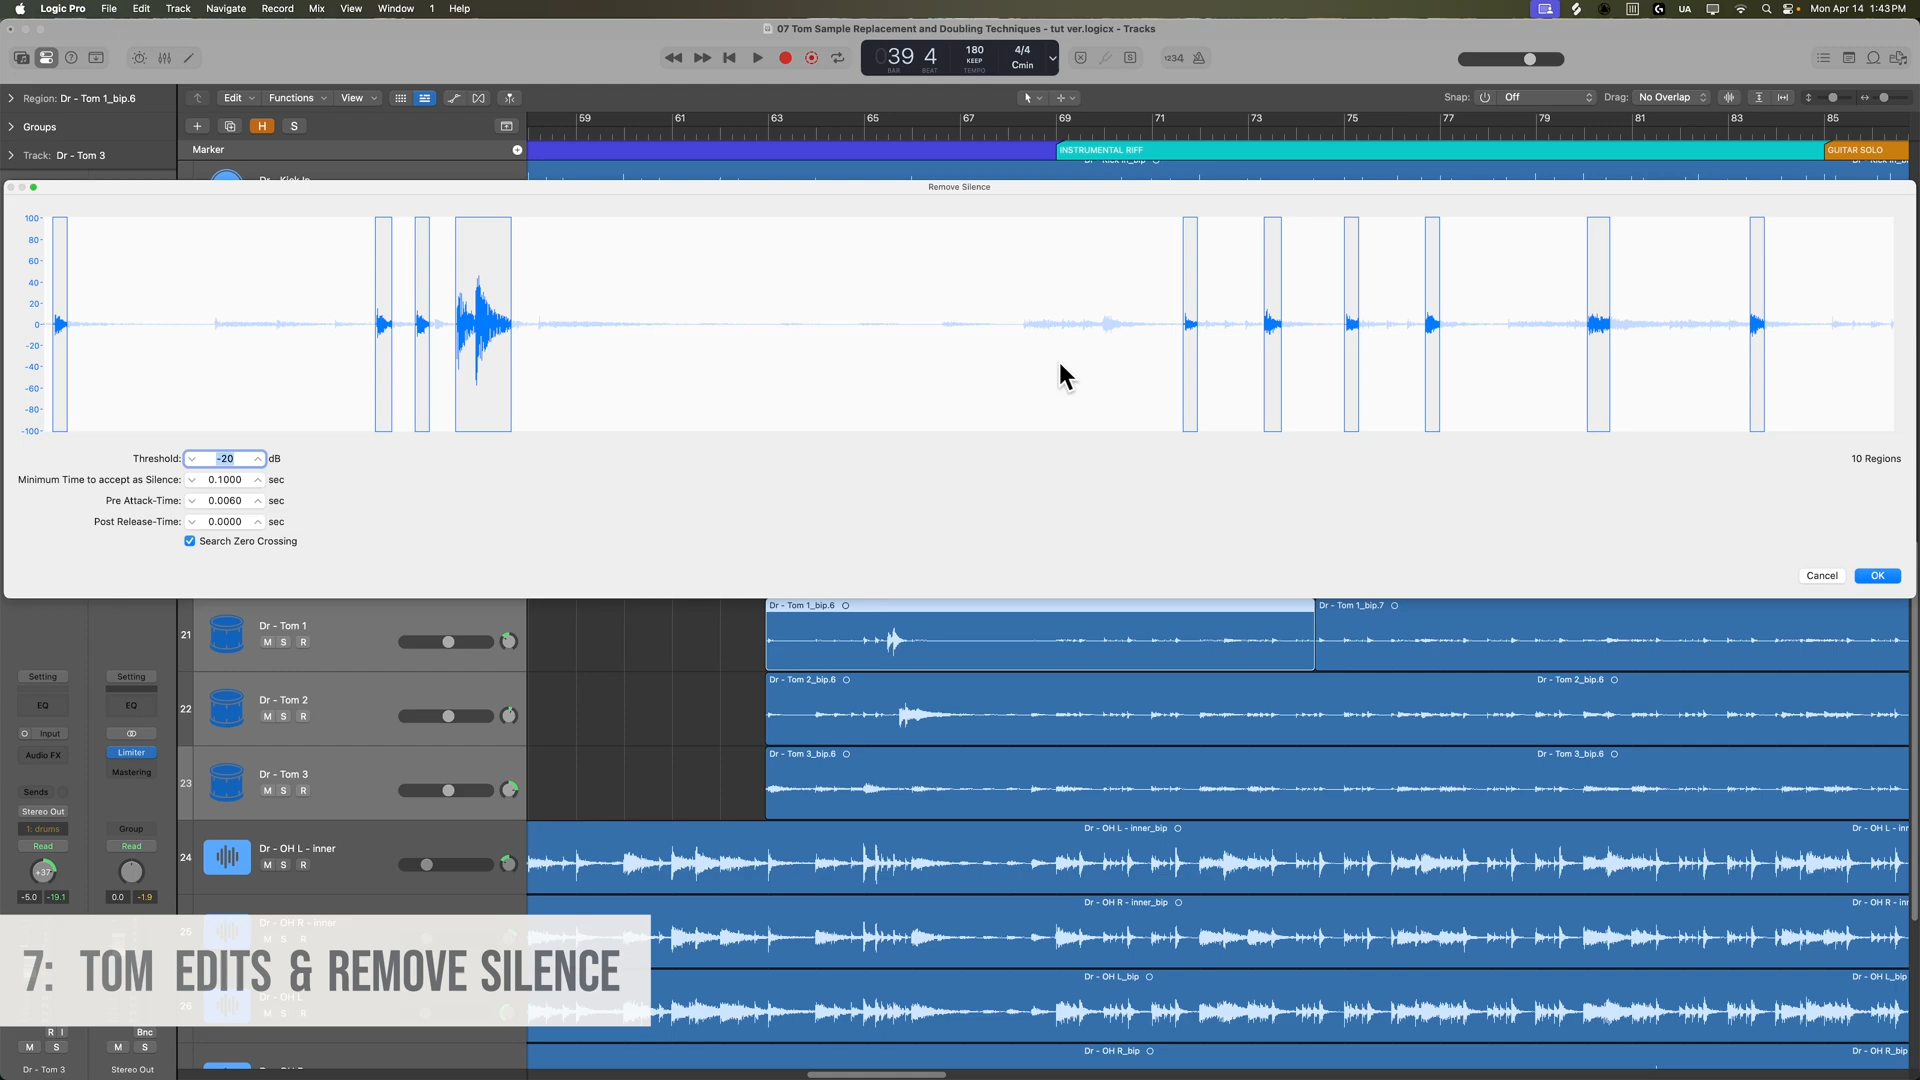 Logic Pro File Edit Track Navigate Record Mix View Window 1 Help
UA
Mon Apr 14 1:43 PM
07 Tom Sample Replacement and Doubling Techniques - tut ver.logicx - Tracks
039 4
BAR BEAT
180
KEEP
TEMPO
4/4
Cmin
1234
Region: Dr - Tom 1_bip.6
Edit Functions View
Snap: Off
Drag: No Overlap
Groups
H S
59 61 63 65 67 69 71 73 75 77 79 81 83 85
Track: Dr - Tom 3
Marker
INSTRUMENTAL RIFF
GUITAR SOLO
Remove Silence
100
80
60
40
20
0
-20
-40
-60
-80
-100
Threshold: -20 dB
10 Regions
Minimum Time to accept as Silence: 0.1000 sec
Pre Attack-Time: 0.0060 sec
Post Release-Time: 0.0000 sec
Search Zero Crossing
Cancel OK
21 Dr - Tom 1
M S R
Dr - Tom 1_bip.6
Dr - Tom 1_bip.7
22 Dr - Tom 2
M S R
Dr - Tom 2_bip.6
Dr - Tom 2_bip.6
23 Dr - Tom 3
M S R
Dr - Tom 3_bip.6
Dr - Tom 3_bip.6
24 Dr - OH L - inner
M S R
Dr - OH L - inner_bip
Dr - OH L - inr
25 Dr - OH R - inner
M S R
Dr - OH R - inner_bip
Dr - OH R - inr
26 Dr - OH L
M S R
Dr - OH L_bip
Dr - OH L_bip
Dr - OH R_bip
Dr - OH R_bip
Setting Setting
EQ EQ
Input
Audio FX
Limiter
Mastering
Sends
Stereo Out
1: drums Group
Read Read
+37
-5.0 -19.1 0.0 -1.9
7: TOM EDITS & REMOVE SILENCE
R I Bnc
M S M S
Dr - Tom 3 Stereo Out